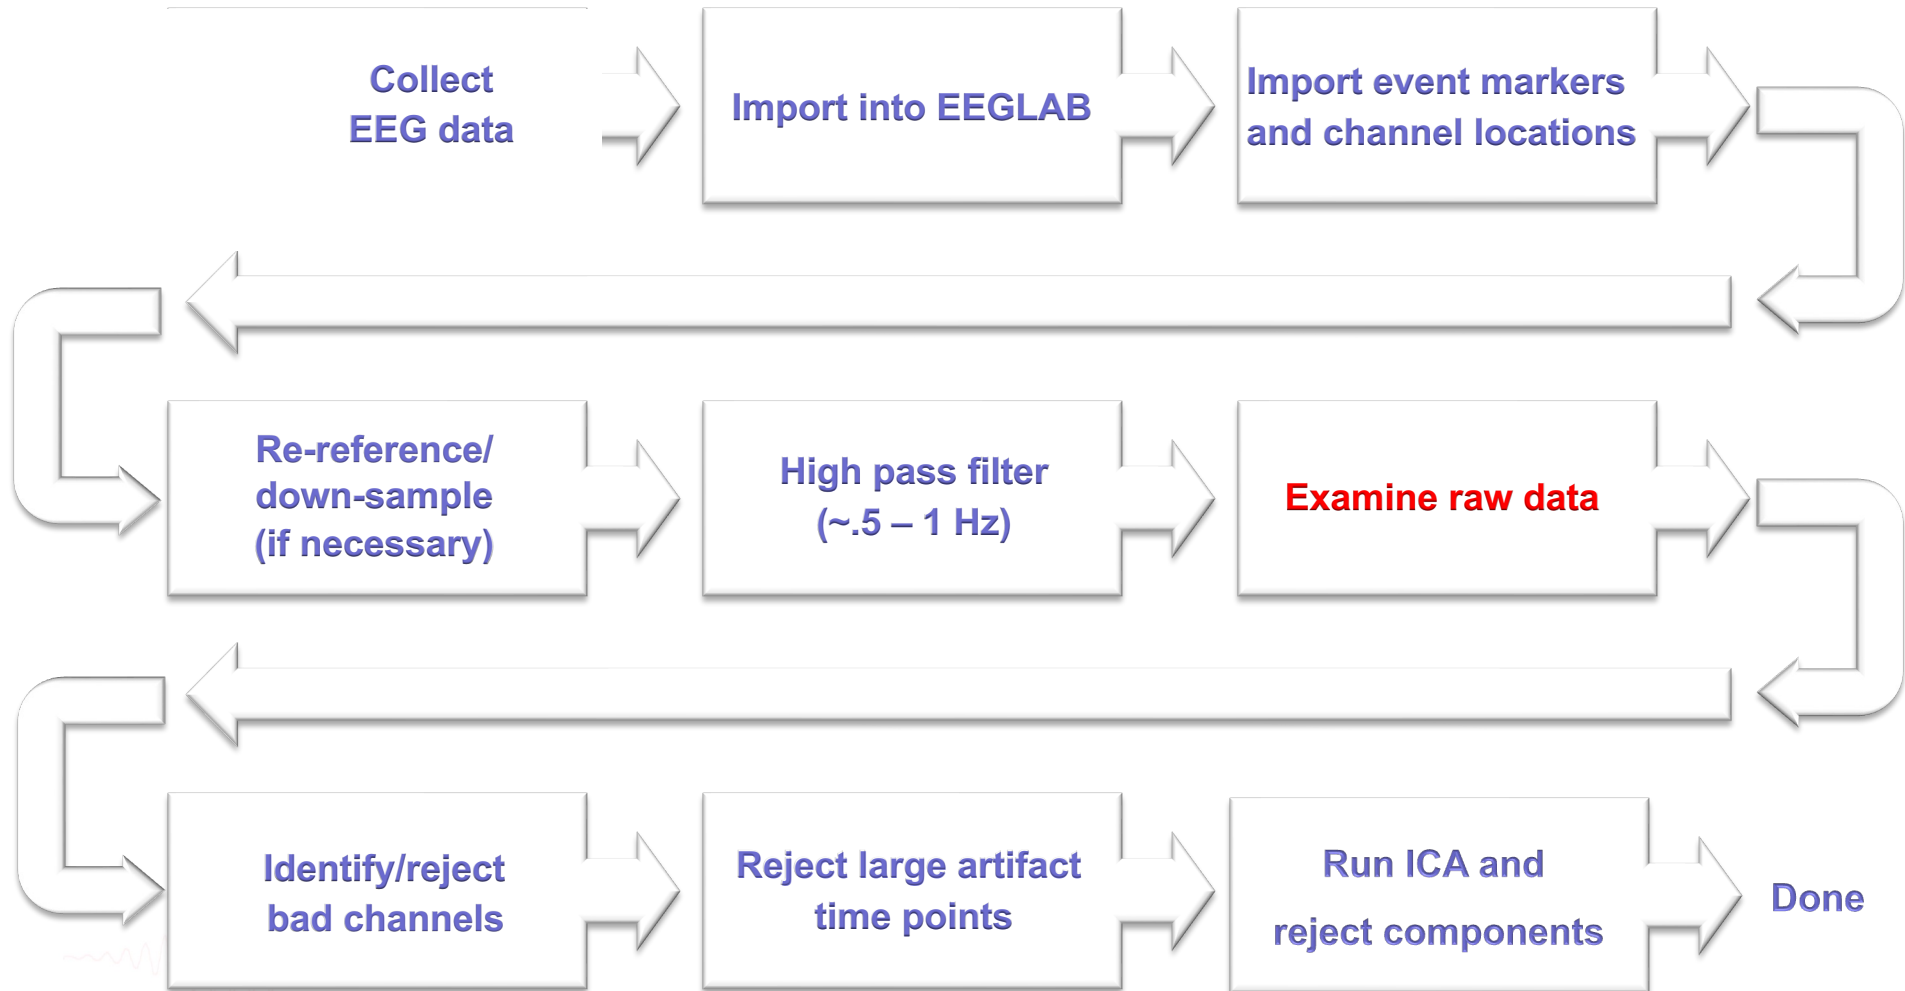 Collect
EEG data
Import into EEGLAB
Import event markers
and channel locations
Re-reference/
down-sample
(if necessary)
High pass filter
(~.5 – 1 Hz)
Examine raw data
Identify/reject
bad channels
Reject large artifact
time points
Run ICA and
reject components
Done